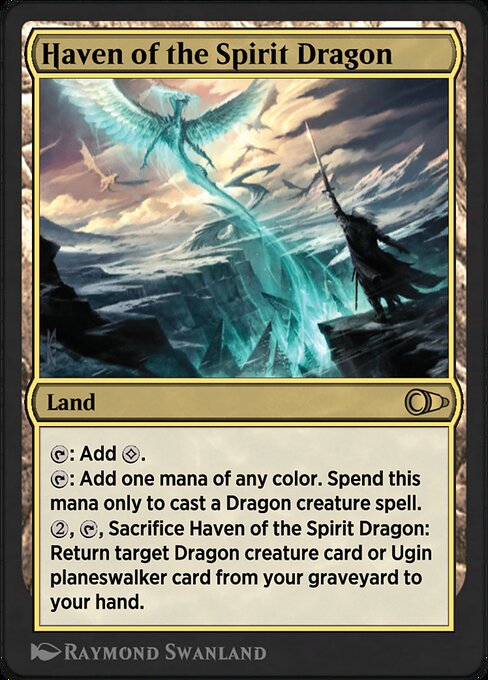 Haven of the Spirit Dragon
Land
: Add .
: Add one mana of any color. Spend this
mana only to cast a Dragon creature spell.
2, , Sacrifice Haven of the Spirit Dragon:
Return target Dragon creature card or Ugin
planeswalker card from your graveyard to
your hand.
Raymond Swanland